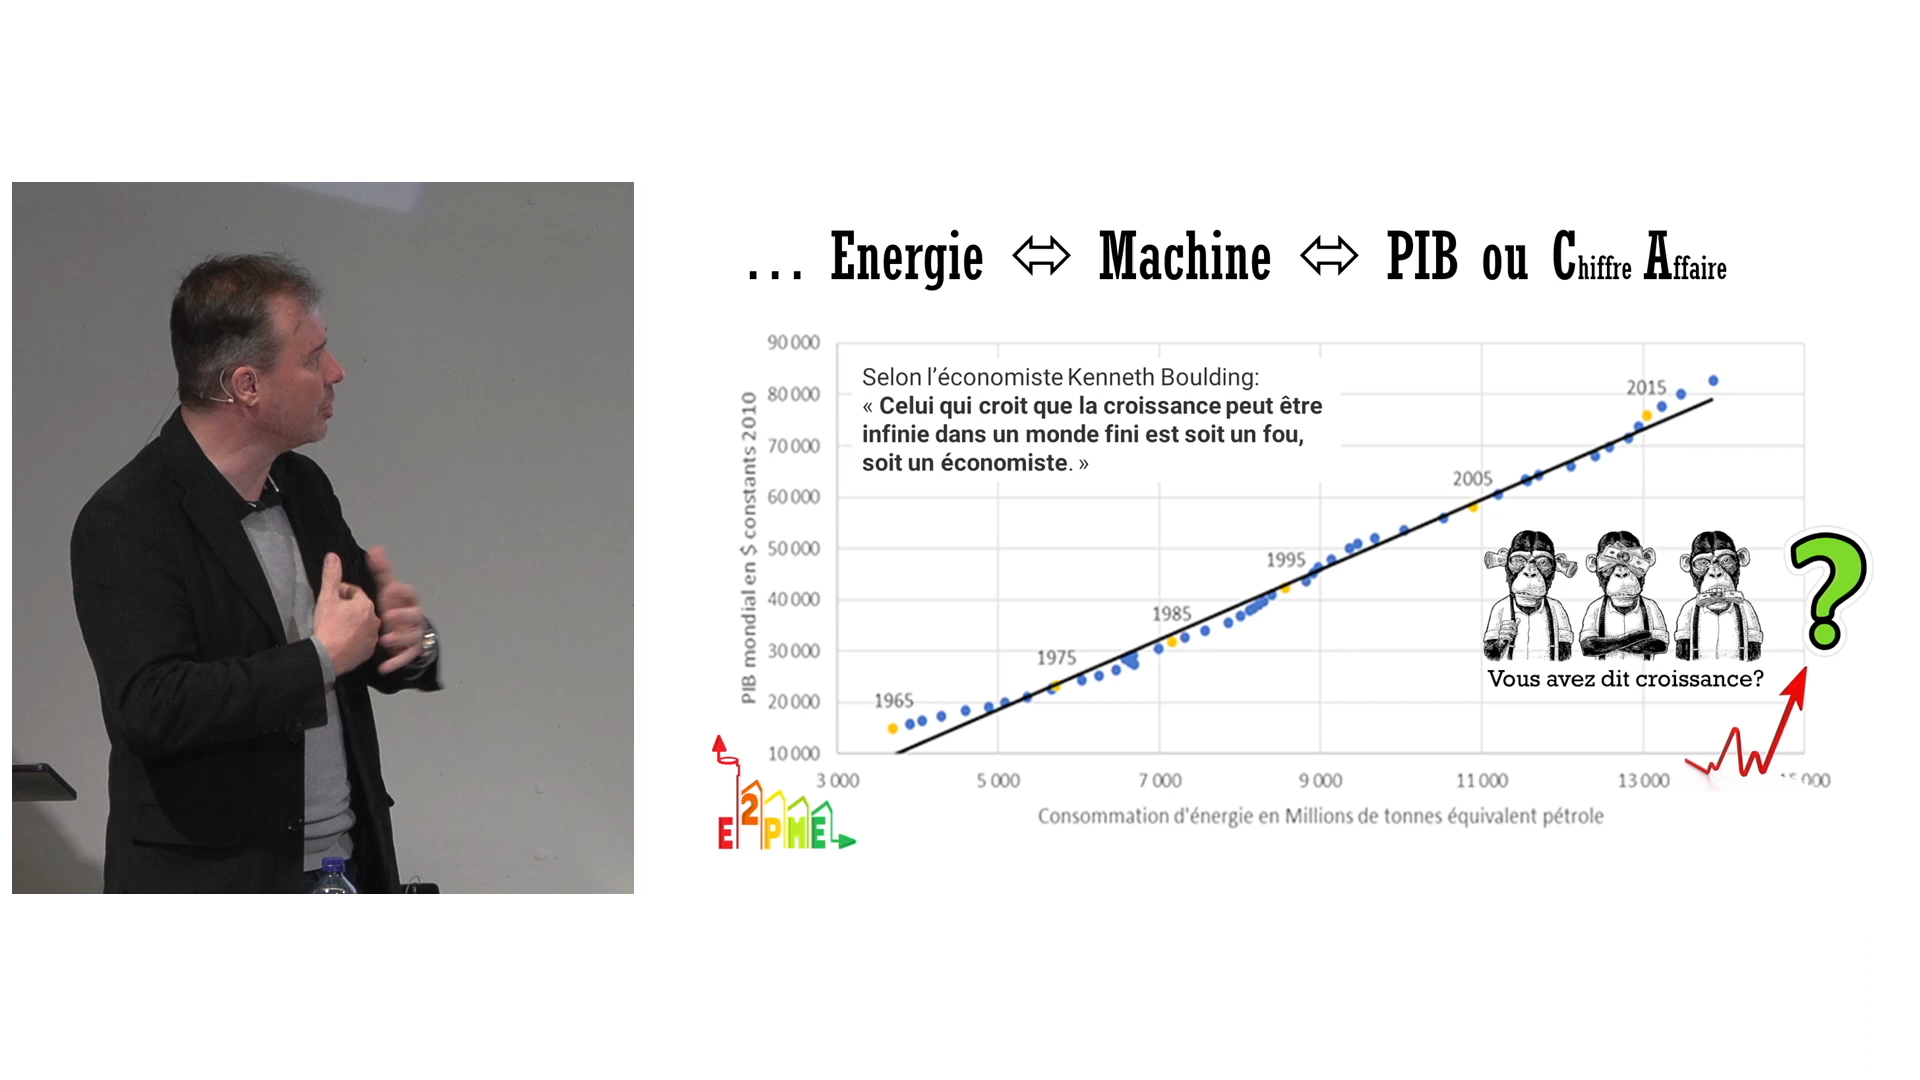 ... Energie ⇔ Machine ⇔ PIB ou Chiffre Affaire
90 000
80 000
70 000
60 000
50 000
40 000
30 000
20 000
10 000
PIB mondial en $ constants 2010
Selon l'économiste Kenneth Boulding:
« Celui qui croit que la croissance peut être
infinie dans un monde fini est soit un fou,
soit un économiste. »
2015
2005
1995
1985
1975
1965
?
Vous avez dit croissance?
3 000 5 000 7 000 9 000 11 000 13 000
Consommation d'énergie en Millions de tonnes équivalent pétrole
E2PME